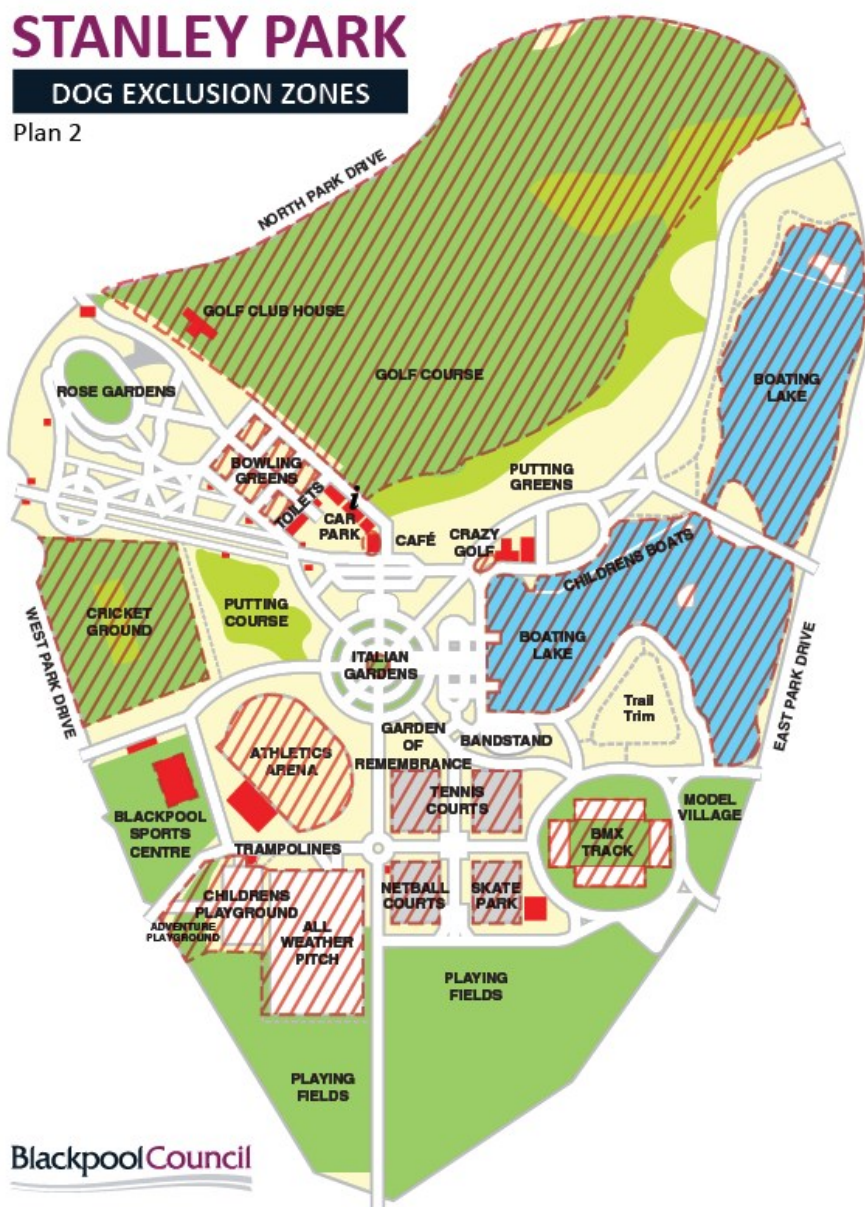 STANLEY PARK
DOG EXCLUSION ZONES
Plan 2
NORTH PARK DRIVE
GOLF CLUB HOUSE
GOLF COURSE
ROSE GARDENS
BOATING
LAKE
BOWLING
GREENS
TOILETS
i
CAR
PARK
CAFÉ
PUTTING
GREENS
CRAZY
GOLF
CHILDRENS BOATS
CRICKET
GROUND
PUTTING
COURSE
WEST PARK DRIVE
ITALIAN
GARDENS
BOATING
LAKE
EAST PARK DRIVE
Trail
Trim
GARDEN
OF
REMEMBRANCE
BANDSTAND
ATHLETICS
ARENA
TENNIS
COURTS
MODEL
VILLAGE
BLACKPOOL
SPORTS
CENTRE
BMX
TRACK
TRAMPOLINES
CHILDRENS
PLAYGROUND
ADVENTURE
PLAYGROUND
NETBALL
COURTS
SKATE
PARK
ALL
WEATHER
PITCH
PLAYING
FIELDS
PLAYING
FIELDS
BlackpoolCouncil